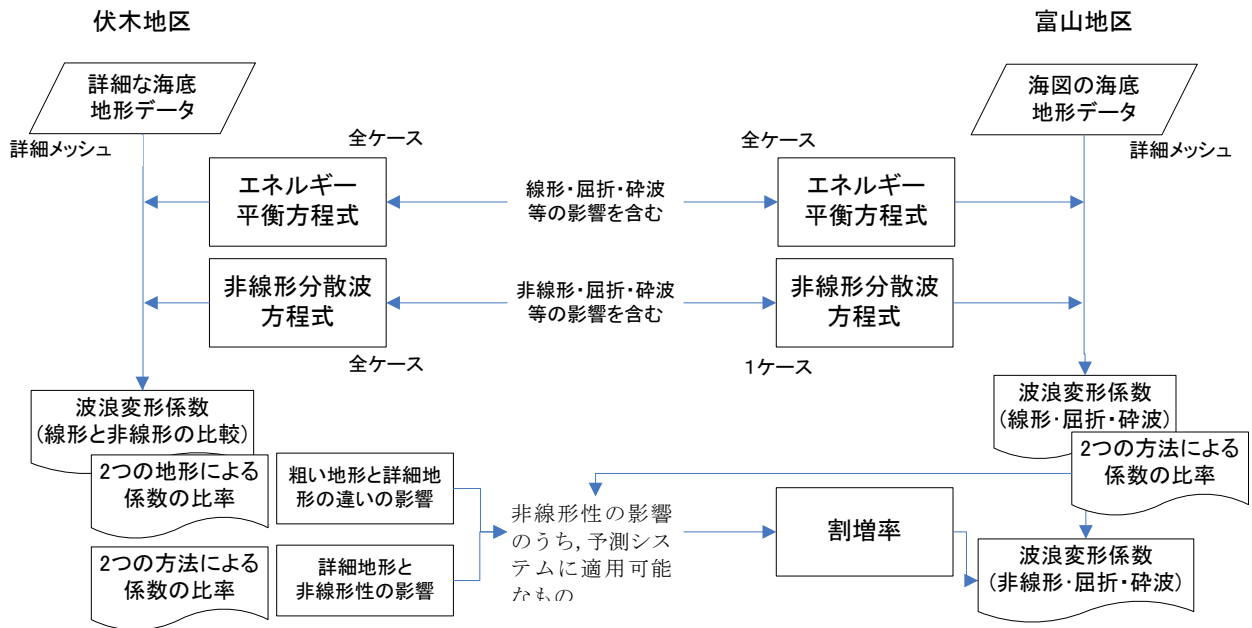 伏木地区
富山地区
詳細な海底
地形データ
海図の海底
地形データ
詳細メッシュ
全ケース
全ケース
詳細メッシュ
エネルギー
平衡方程式
線形・屈折・砕波
等の影響を含む
エネルギー
平衡方程式
非線形分散波
方程式
非線形・屈折・砕波
等の影響を含む
非線形分散波
方程式
全ケース
1ケース
波浪変形係数
(線形と非線形の比較)
波浪変形係数
(線形・屈折・砕波)
2つの地形による
係数の比率
粗い地形と詳細地
形の違いの影響
2つの方法による
係数の比率
非線形性の影響
のうち,予測シス
テムに適用可能
なもの
割増率
2つの方法による
係数の比率
詳細地形と
非線形性の影響
波浪変形係数
(非線形・屈折・砕波)